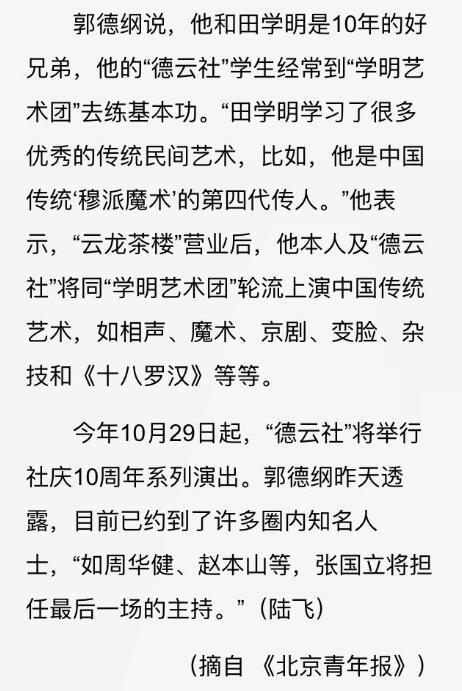 郭德纲说，他和田学明是10年的好
兄弟，他的“德云社”学生经常到“学明艺
术团”去练基本功。“田学明学习了很多
优秀的传统民间艺术，比如，他是中国
传统‘穆派魔术’的第四代传人。”他表
示，“云龙茶楼”营业后，他本人及“德云
社”将同“学明艺术团”轮流上演中国传统
艺术，如相声、魔术、京剧、变脸、杂
技和《十八罗汉》等等。
今年10月29日起，“德云社”将举行
社庆10周年系列演出。郭德纲昨天透
露，目前已约到了许多圈内知名人
士，“如周华健、赵本山等，张国立将担
任最后一场的主持。”（陆飞）
（摘自 《北京青年报》）